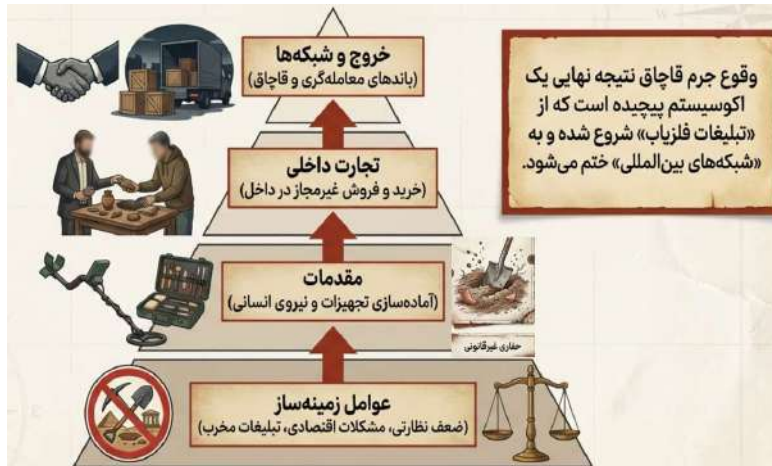 خروج و شبکه‌ها
(باندهای معامله‌گری و قاچاق)
وقوع جرم قاچاق نتیجه نهایی یک
اکوسیستم پیچیده است که از
«تبلیغات فلزیاب» شروع شده و به
«شبکه‌های بین‌المللی» ختم می‌شود.
تجارت داخلی
(خرید و فروش غیرمجاز در داخل)
مقدمات
(آماده‌سازی تجهیزات و نیروی انسانی)
حفاری غیرقانونی
عوامل زمینه‌ساز
(ضعف نظارتی، مشکلات اقتصادی، تبلیغات مخرب)